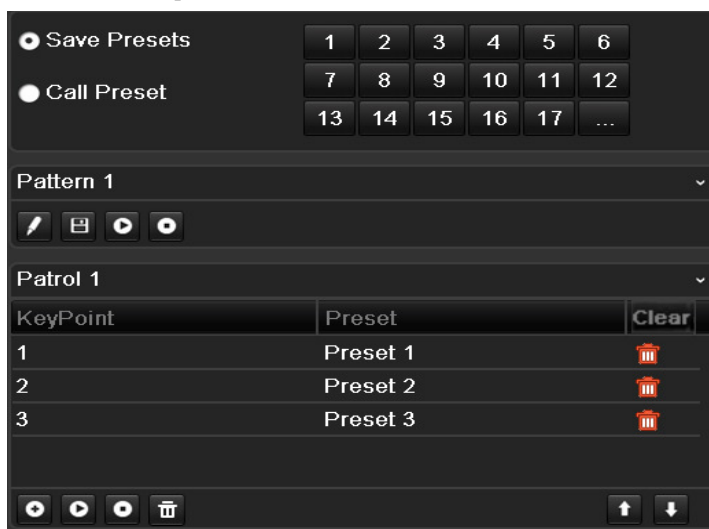 Save Presets
1 2 3 4 5 6
Call Preset
7 8 9 10 11 12
13 14 15 16 17 ...
Pattern 1
Patrol 1
KeyPoint Preset Clear
1 Preset 1
2 Preset 2
3 Preset 3